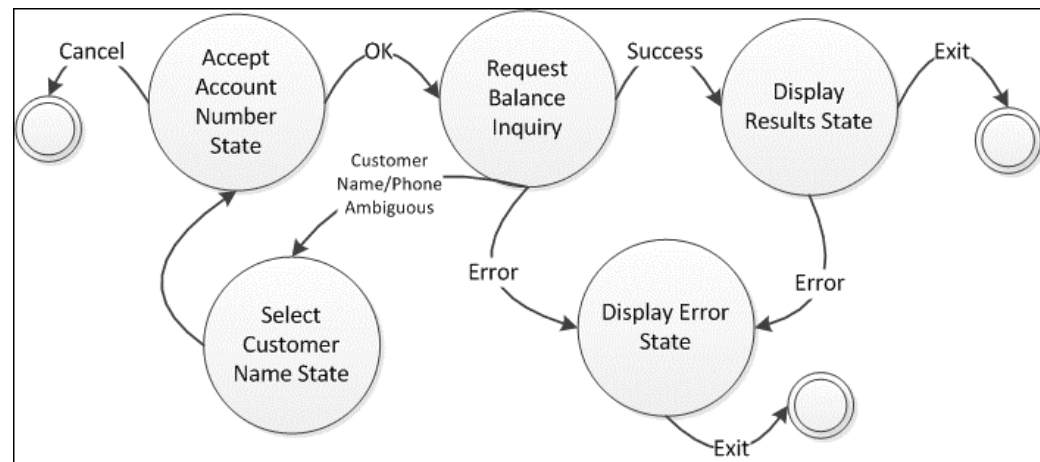 Cancel
Accept
Account
Number
State
OK
Request
Balance
Inquiry
Success
Display
Results State
Exit
Customer
Name/Phone
Ambiguous
Error
Error
Select
Customer
Name State
Display Error
State
Exit